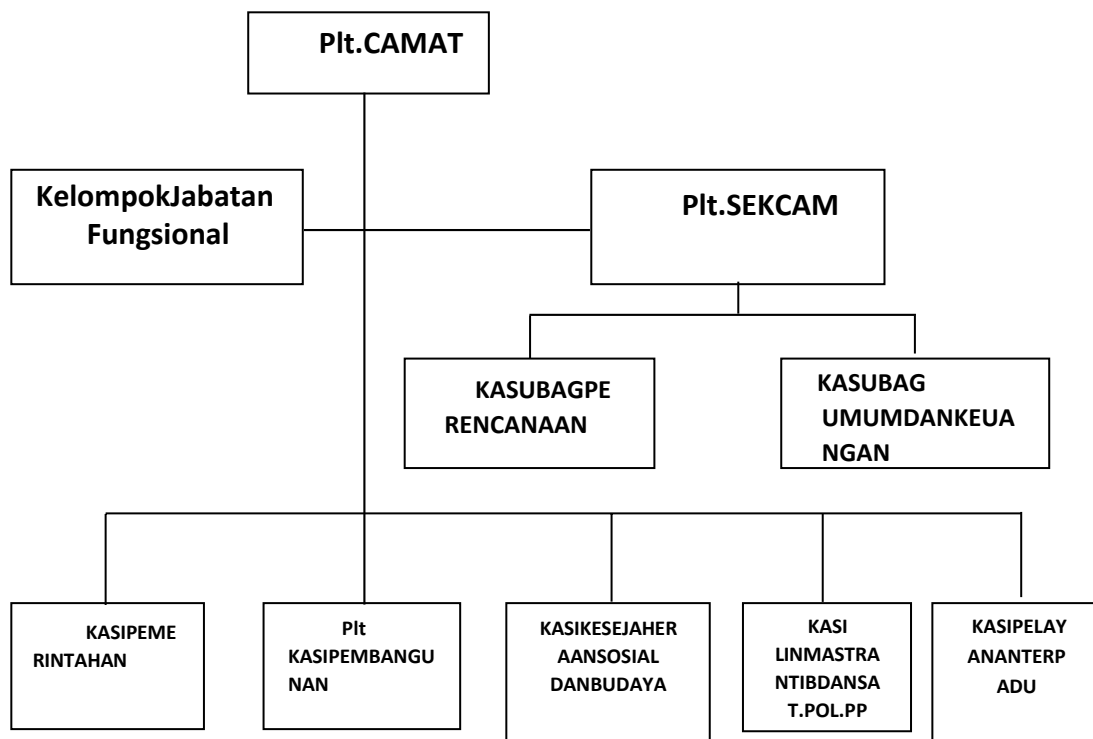 Plt.CAMAT
KelompokJabatan
Fungsional
Plt.SEKCAM
KASUBAGPE
RENCANAAN
KASUBAG
UMUMDANKEUA
NGAN
KASIPEME
RINTAHAN
Plt
KASIPEMBANGU
NAN
KASIKESEJAHER
AANSOSIAL
DANBUDAYA
KASI
LINMASTRA
NTIBDANSA
T.POL.PP
KASIPELAY
ANANTERP
ADU